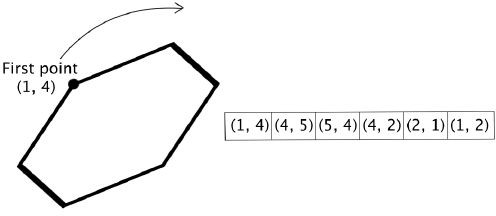 First point
(1, 4)
(1, 4) (4, 5) (5, 4) (4, 2) (2, 1) (1, 2)